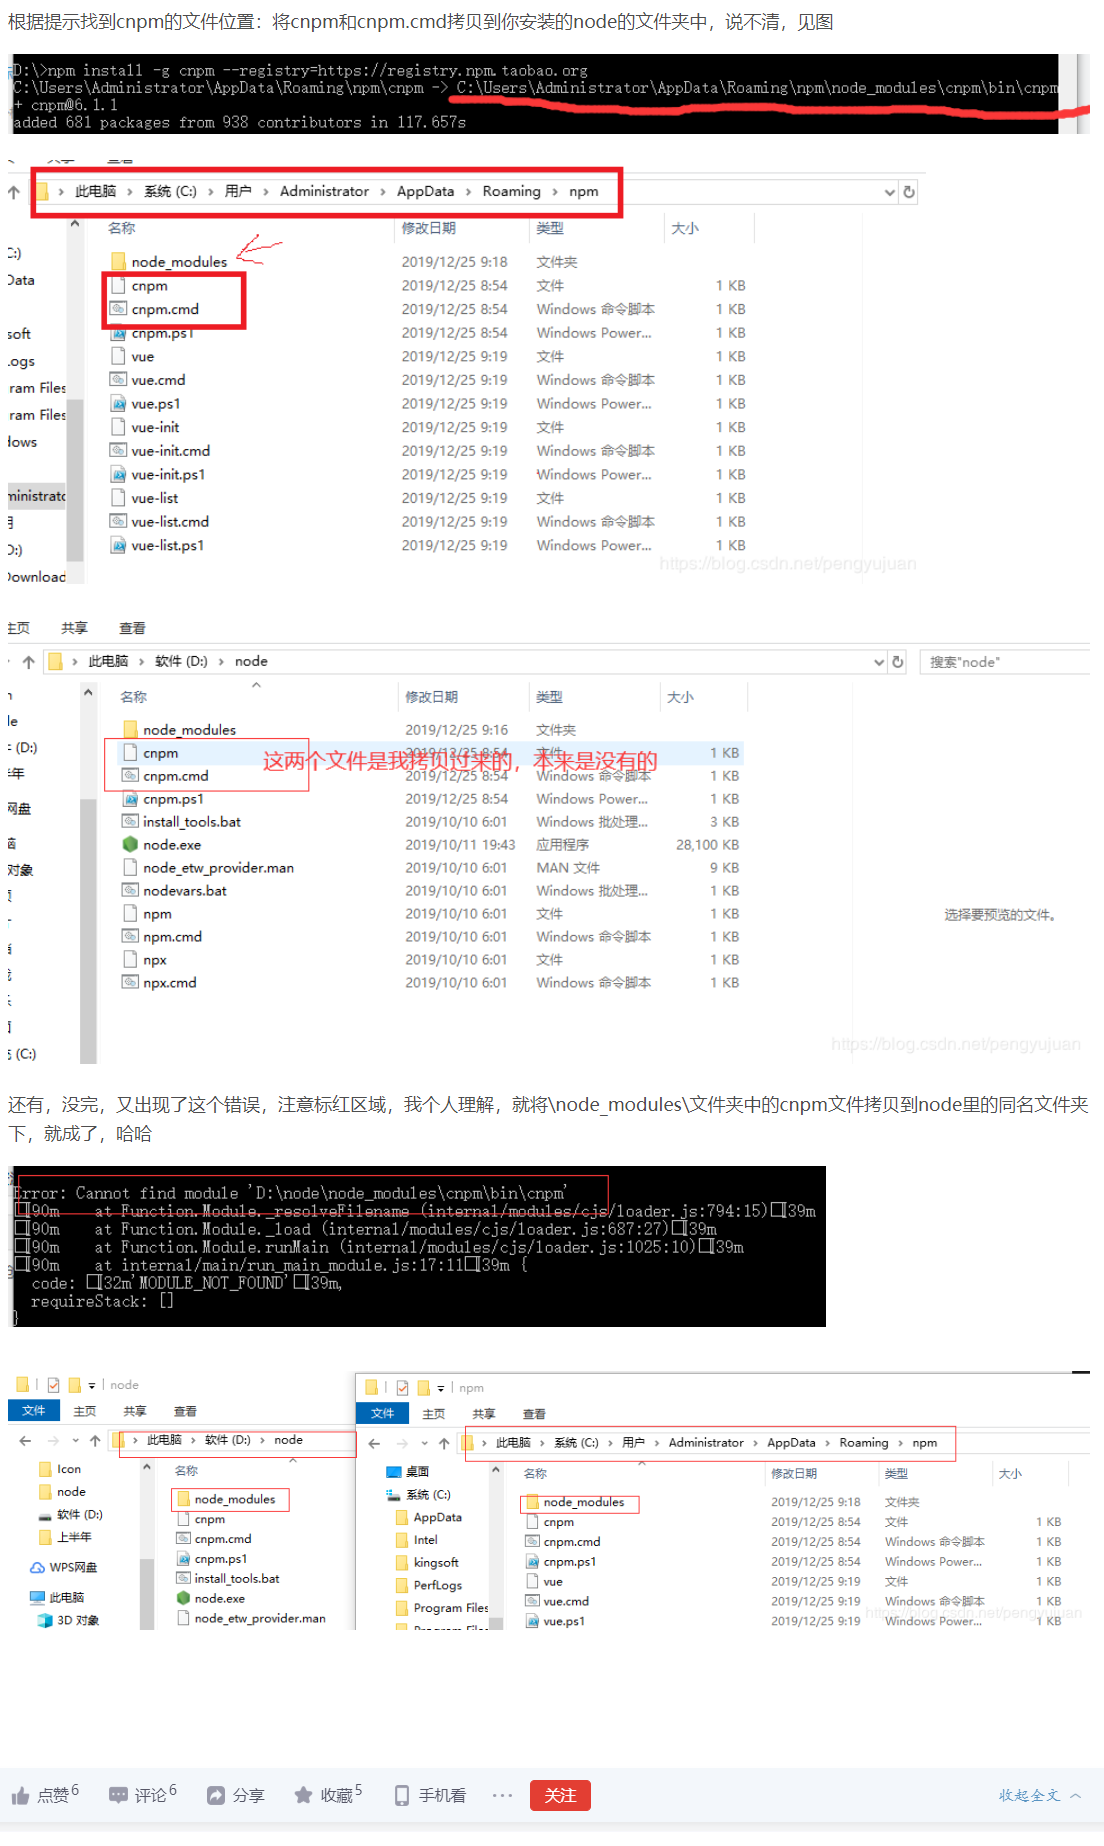 根据提示找到cnpm的文件位置：将cnpm和cnpm.cmd拷贝到你安装的node的文件夹中，说不清，见图
D:\>npm install -g cnpm --registry=https://registry.npm.taobao.org
C:\Users\Administrator\AppData\Roaming\npm\cnpm -> C:\Users\Administrator\AppData\Roaming\npm\node_modules\cnpm\bin\cnpm
+ cnpm@6.1.1
added 681 packages from 938 contributors in 117.657s
此电脑 › 系统 (C:) › 用户 › Administrator › AppData › Roaming › npm
名称 修改日期 类型 大小
node_modules 2019/12/25 9:18 文件夹
cnpm 2019/12/25 8:54 文件 1 KB
cnpm.cmd 2019/12/25 8:54 Windows 命令脚本 1 KB
cnpm.ps1 2019/12/25 8:54 Windows Power... 1 KB
vue 2019/12/25 9:19 文件 1 KB
vue.cmd 2019/12/25 9:19 Windows 命令脚本 1 KB
vue.ps1 2019/12/25 9:19 Windows Power... 1 KB
vue-init 2019/12/25 9:19 文件 1 KB
vue-init.cmd 2019/12/25 9:19 Windows 命令脚本 1 KB
vue-init.ps1 2019/12/25 9:19 Windows Power... 1 KB
vue-list 2019/12/25 9:19 文件 1 KB
vue-list.cmd 2019/12/25 9:19 Windows 命令脚本 1 KB
vue-list.ps1 2019/12/25 9:19 Windows Power... 1 KB
C:)
Data
soft
Logs
ram Files
ram Files
dows
ministrato
D:)
Download
https://blog.csdn.net/pengyujuan
主页 共享 查看
此电脑 › 软件 (D:) › node 搜索"node"
名称 修改日期 类型 大小
node_modules 2019/12/25 9:16 文件夹
cnpm 2019/12/25 8:54 文件 1 KB
这两个文件是我拷贝过来的，本来是没有的
cnpm.cmd 2019/12/25 8:54 Windows 命令脚本 1 KB
cnpm.ps1 2019/12/25 8:54 Windows Power... 1 KB
install_tools.bat 2019/10/10 6:01 Windows 批处理... 3 KB
node.exe 2019/10/11 19:43 应用程序 28,100 KB
node_etw_provider.man 2019/10/10 6:01 MAN 文件 9 KB
nodevars.bat 2019/10/10 6:01 Windows 批处理... 1 KB
npm 2019/10/10 6:01 文件 1 KB
npm.cmd 2019/10/10 6:01 Windows 命令脚本 1 KB
npx 2019/10/10 6:01 文件 1 KB
npx.cmd 2019/10/10 6:01 Windows 命令脚本 1 KB
选择要预览的文件。
(D:)
半年
网盘
对象
(C:)
https://blog.csdn.net/pengyujuan
还有，没完，又出现了这个错误，注意标红区域，我个人理解，就将\node_modules\文件夹中的cnpm文件拷贝到node里的同名文件夹
下，就成了，哈哈
Error: Cannot find module 'D:\node\node_modules\cnpm\bin\cnpm'
[90m    at Function.Module._resolveFilename (internal/modules/cjs/loader.js:794:15)[39m
[90m    at Function.Module._load (internal/modules/cjs/loader.js:687:27)[39m
[90m    at Function.Module.runMain (internal/modules/cjs/loader.js:1025:10)[39m
[90m    at internal/main/run_main_module.js:17:11[39m {
code: [32m'MODULE_NOT_FOUND'[39m,
requireStack: []
}
node
文件 主页 共享 查看
此电脑 › 软件 (D:) › node
Icon
node
软件 (D:)
上半年
WPS网盘
此电脑
3D 对象
名称
node_modules
cnpm
cnpm.cmd
cnpm.ps1
install_tools.bat
node.exe
node_etw_provider.man
npm
文件 主页 共享 查看
此电脑 › 系统 (C:) › 用户 › Administrator › AppData › Roaming › npm
桌面
系统 (C:)
AppData
Intel
kingsoft
PerfLogs
Program Files
Program Files
名称 修改日期 类型 大小
node_modules 2019/12/25 9:18 文件夹
cnpm 2019/12/25 8:54 文件 1 KB
cnpm.cmd 2019/12/25 8:54 Windows 命令脚本 1 KB
cnpm.ps1 2019/12/25 8:54 Windows Power... 1 KB
vue 2019/12/25 9:19 文件 1 KB
vue.cmd 2019/12/25 9:19 Windows 命令脚本 1 KB
vue.ps1 2019/12/25 9:19 Windows Power... 1 KB
https://blog.csdn.net/pengyujuan
点赞6 评论6 分享 收藏5 手机看 ··· 关注 收起全文